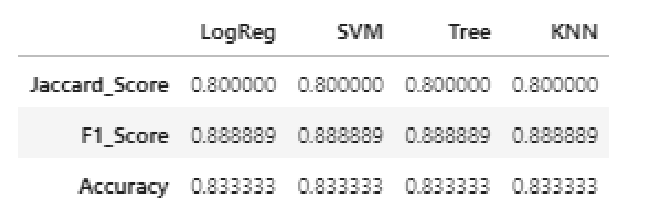 LogReg SVM Tree KNN
Jaccard_Score 0.800000 0.800000 0.800000 0.800000
F1_Score 0.888889 0.888889 0.888889 0.888889
Accuracy 0.833333 0.833333 0.833333 0.833333